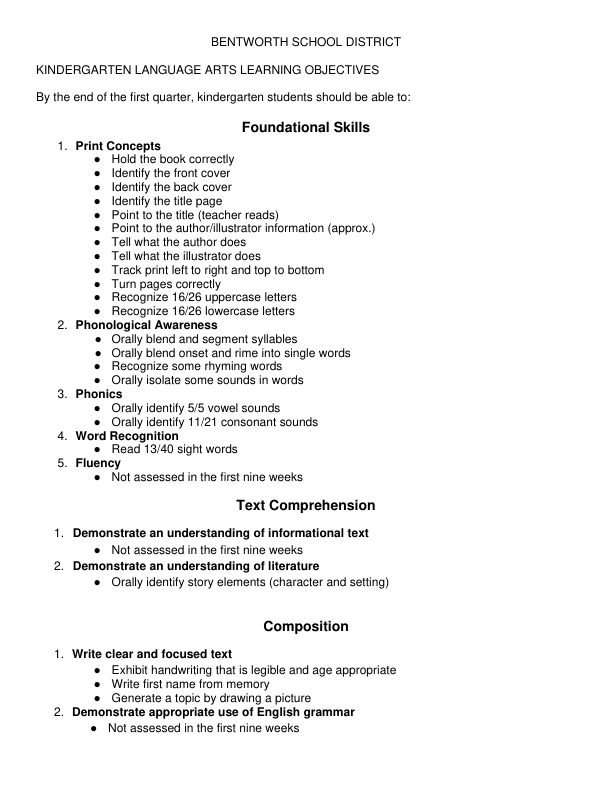 BENTWORTH SCHOOL DISTRICT
KINDERGARTEN LANGUAGE ARTS LEARNING OBJECTIVES
By the end of the first quarter, kindergarten students should be able to:
Foundational Skills
1. Print Concepts
● Hold the book correctly
● Identify the front cover
● Identify the back cover
● Identify the title page
● Point to the title (teacher reads)
● Point to the author/illustrator information (approx.)
● Tell what the author does
● Tell what the illustrator does
● Track print left to right and top to bottom
● Turn pages correctly
● Recognize 16/26 uppercase letters
● Recognize 16/26 lowercase letters
2. Phonological Awareness
● Orally blend and segment syllables
● Orally blend onset and rime into single words
● Recognize some rhyming words
● Orally isolate some sounds in words
3. Phonics
● Orally identify 5/5 vowel sounds
● Orally identify 11/21 consonant sounds
4. Word Recognition
● Read 13/40 sight words
5. Fluency
● Not assessed in the first nine weeks
Text Comprehension
1. Demonstrate an understanding of informational text
● Not assessed in the first nine weeks
2. Demonstrate an understanding of literature
● Orally identify story elements (character and setting)
Composition
1. Write clear and focused text
● Exhibit handwriting that is legible and age appropriate
● Write first name from memory
● Generate a topic by drawing a picture
2. Demonstrate appropriate use of English grammar
● Not assessed in the first nine weeks